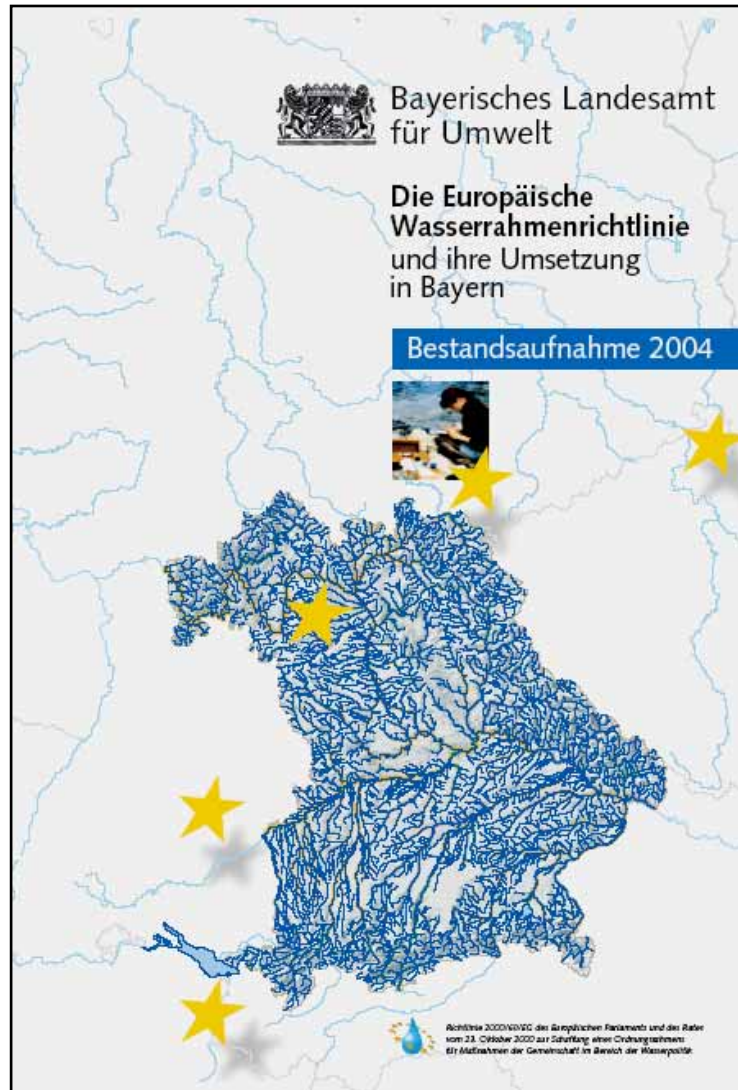 Bayerisches Landesamt
für Umwelt
Die Europäische
Wasserrahmenrichtlinie
und ihre Umsetzung
in Bayern
Bestandsaufnahme 2004
Richtlinie 2000/60/EG des Europäischen Parlaments und des Rates
vom 23. Oktober 2000 zur Schaffung eines Ordnungsrahmens
für Maßnahmen der Gemeinschaft im Bereich der Wasserpolitik